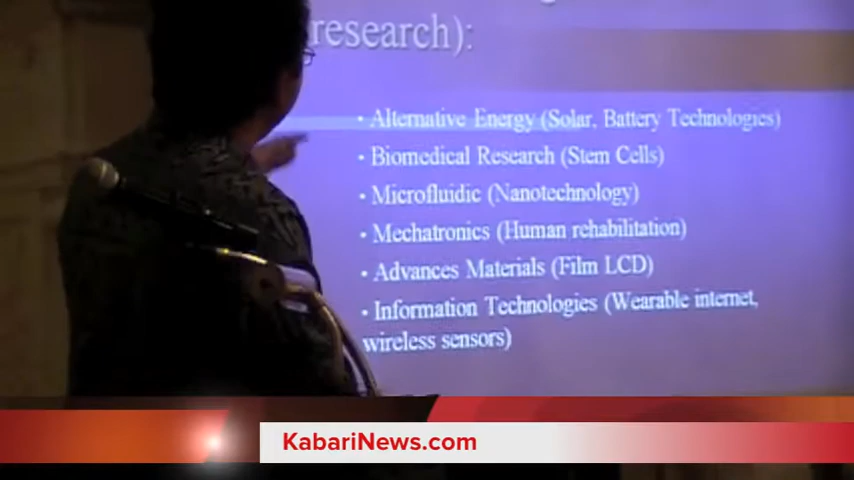 research):
• Alternative Energy (Solar, Battery Technologies)
• Biomedical Research (Stem Cells)
• Microfluidic (Nanotechnology)
• Mechatronics (Human rehabilitation)
• Advances Materials (Film LCD)
• Information Technologies (Wearable internet,
wireless sensors)
KabariNews.com